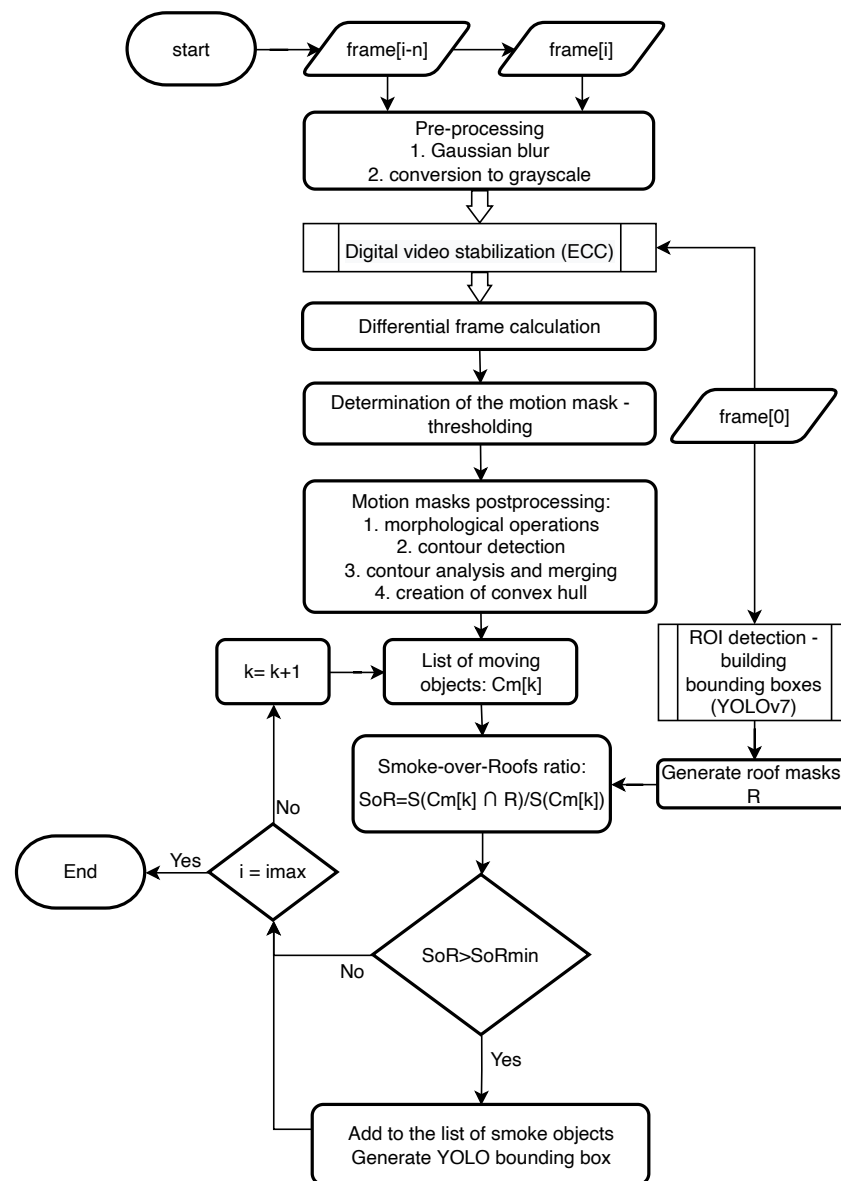 start
frame[i-n]
frame[i]
Pre-processing
1. Gaussian blur
2. conversion to grayscale
Digital video stabilization (ECC)
Differential frame calculation
Determination of the motion mask -
thresholding
frame[0]
Motion masks postprocessing:
1. morphological operations
2. contour detection
3. contour analysis and merging
4. creation of convex hull
ROI detection -
building
bounding boxes
(YOLOv7)
k= k+1
List of moving
objects: Cm[k]
Smoke-over-Roofs ratio:
SoR=S(Cm[k] ∩ R)/S(Cm[k])
Generate roof masks
R
No
Yes
End
i = imax
SoR>SoRmin
No
Yes
Add to the list of smoke objects
Generate YOLO bounding box